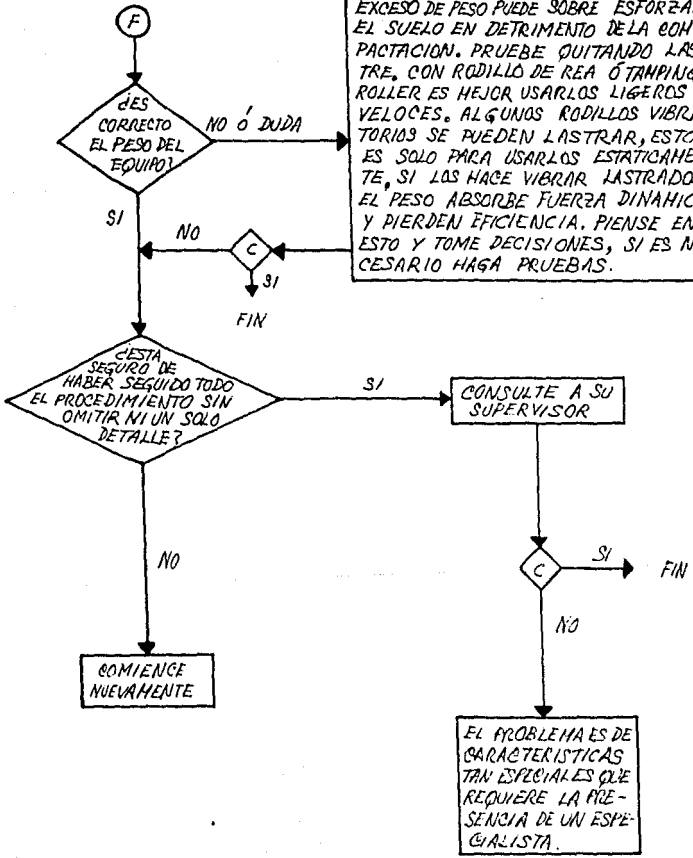 F
EXCESO DE PESO PUEDE SOBRE ESFORZA
EL SUELO EN DETRIMENTO DE LA COM
PACTACION. PRUEBE QUITANDO LAS
TRE. CON RODILLO DE REA Ó TAMPING
ROLLER ES MEJOR USARLOS LIGEROS
VELOCES. ALGUNOS RODILLOS VIBRA
TORIOS SE PUEDEN LASTRAR, ESTO
ES SOLO PARA USARLOS ESTATICAME
TE, SI LOS HACE VIBRAR LASTRADO
EL PESO ABSORBE FUERZA DINAMIC
Y PIERDEN EFICIENCIA. PIENSE EN
ESTO Y TOME DECISIONES, SI ES N
CESARIO HAGA PRUEBAS.
¿ES
CORRECTO
EL PESO DEL
EQUIPO?
NO Ó DUDA
SI
NO
C
SI
FIN
¿ESTA
SEGURO DE
HABER SEGUIDO TODO
EL PROCEDIMIENTO SIN
OMITIR NI UN SOLO
DETALLE?
SI
CONSULTE A SU
SUPERVISOR
NO
C
SI
FIN
NO
COMIENCE
NUEVAMENTE
EL PROBLEMA ES DE
CARACTERISTICAS
TAN ESPECIALES QUE
REQUIERE LA PRE-
SENCIA DE UN ESPE-
CIALISTA.